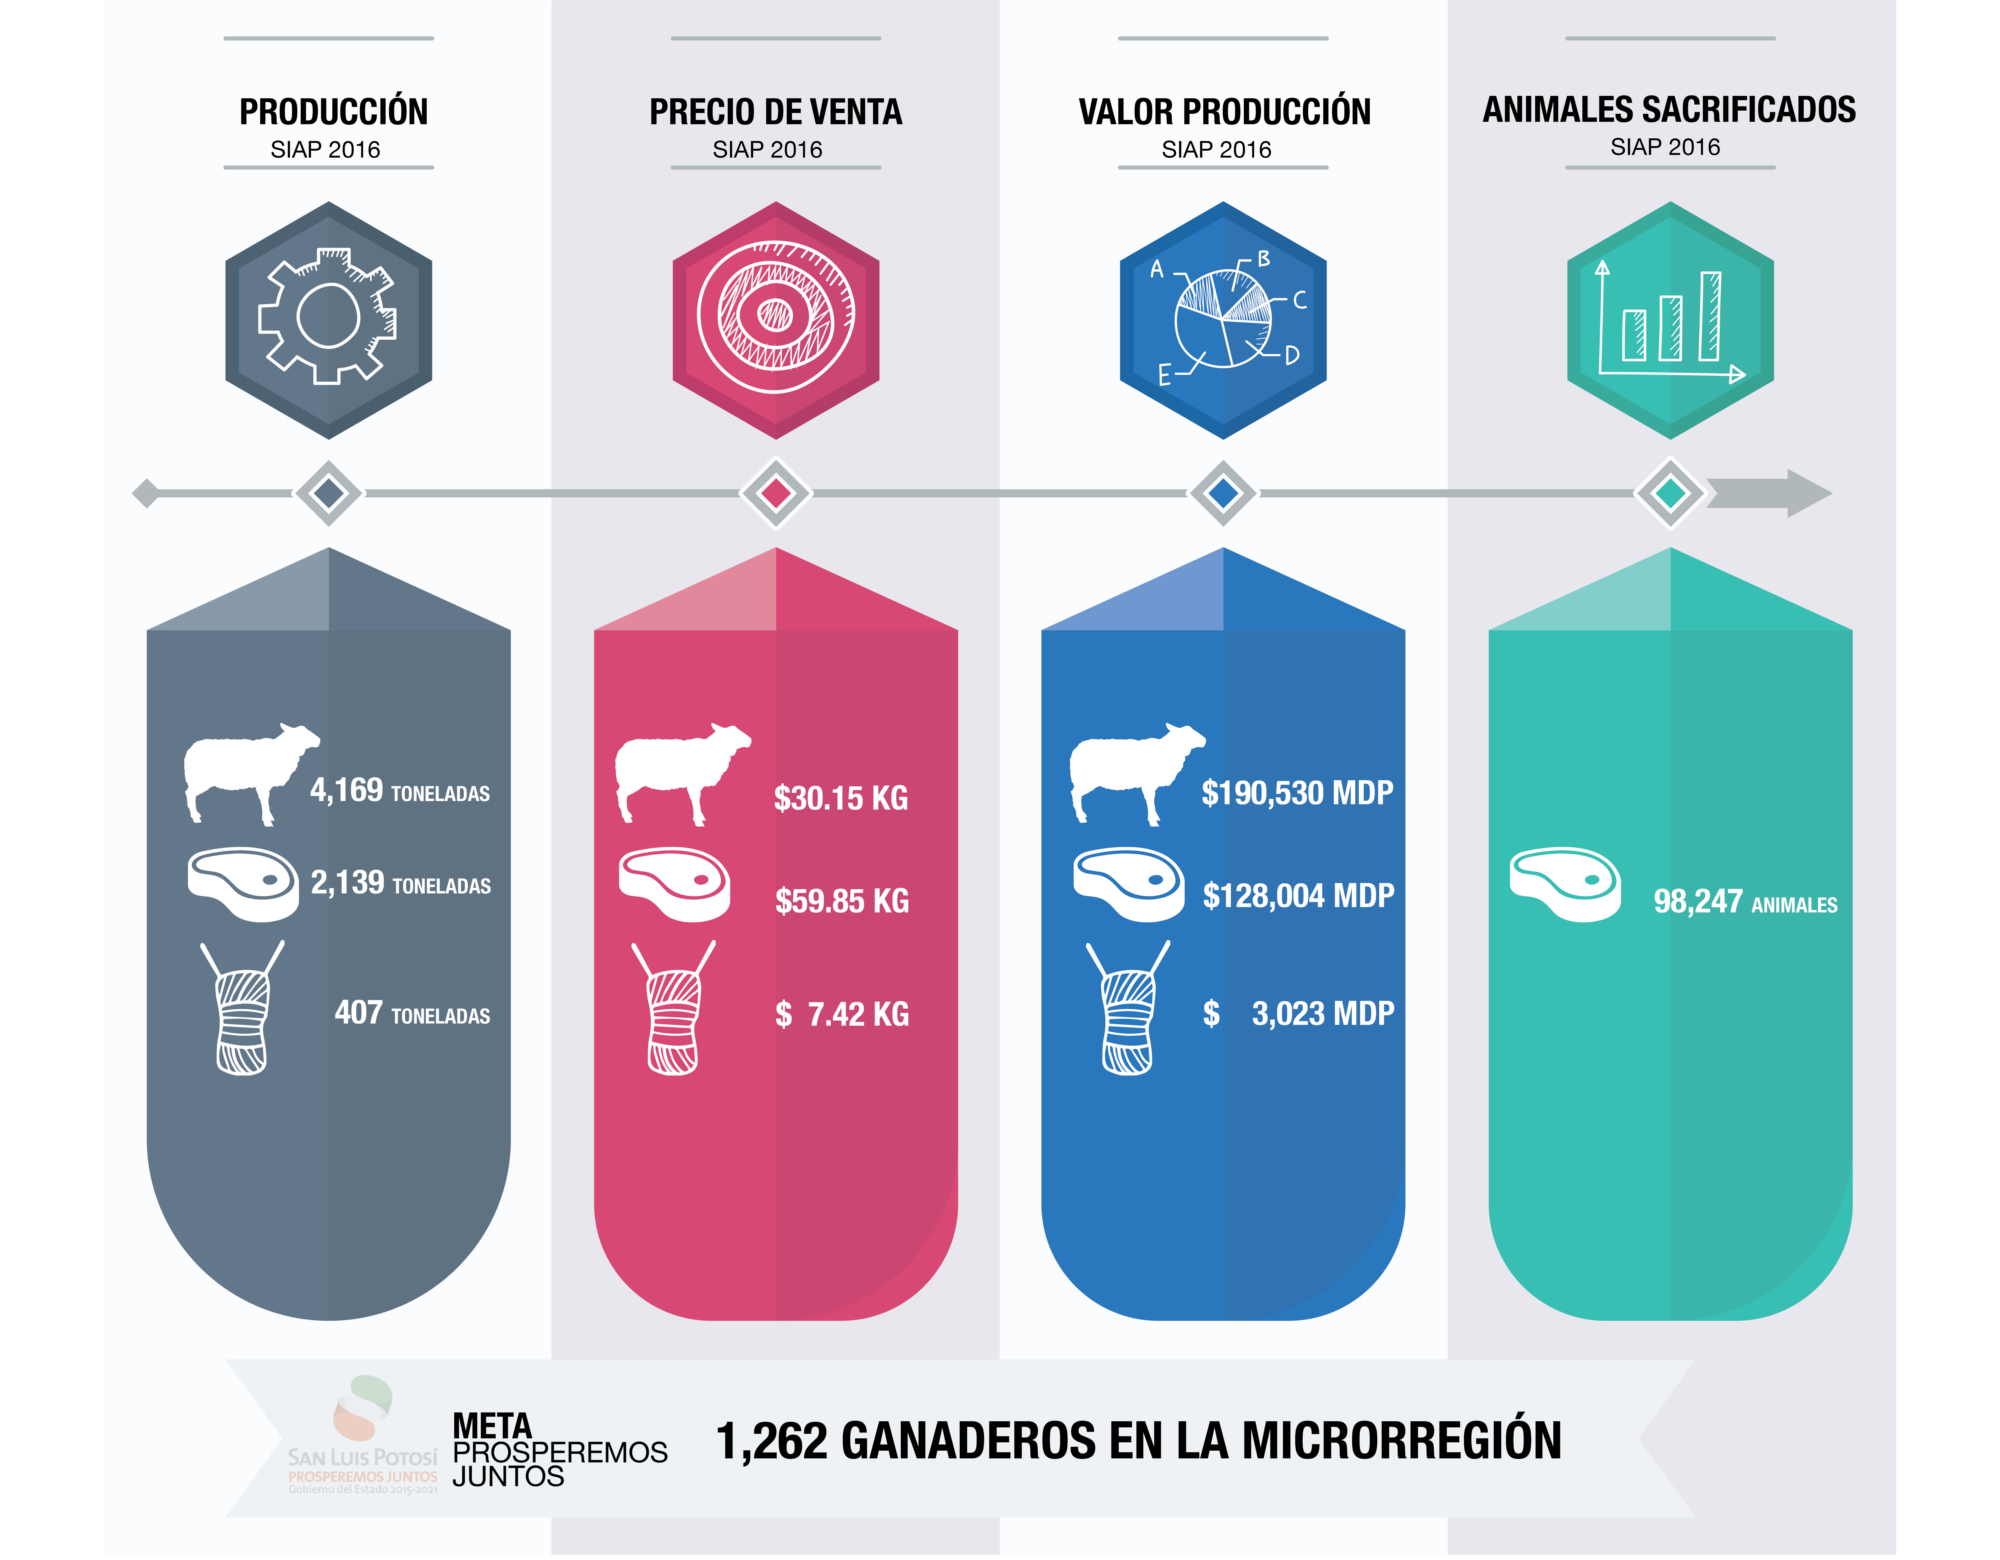 PRODUCCIÓN
SIAP 2016
PRECIO DE VENTA
SIAP 2016
VALOR PRODUCCIÓN
SIAP 2016
ANIMALES SACRIFICADOS
SIAP 2016
A
B
C
D
E
4,169 TONELADAS
2,139 TONELADAS
407 TONELADAS
$30.15 KG
$59.85 KG
$ 7.42 KG
$190,530 MDP
$128,004 MDP
$ 3,023 MDP
98,247 ANIMALES
SAN LUIS POTOSÍ
PROSPEREMOS JUNTOS
Gobierno del Estado 2015-2021
META
PROSPEREMOS
JUNTOS
1,262 GANADEROS EN LA MICRORREGIÓN